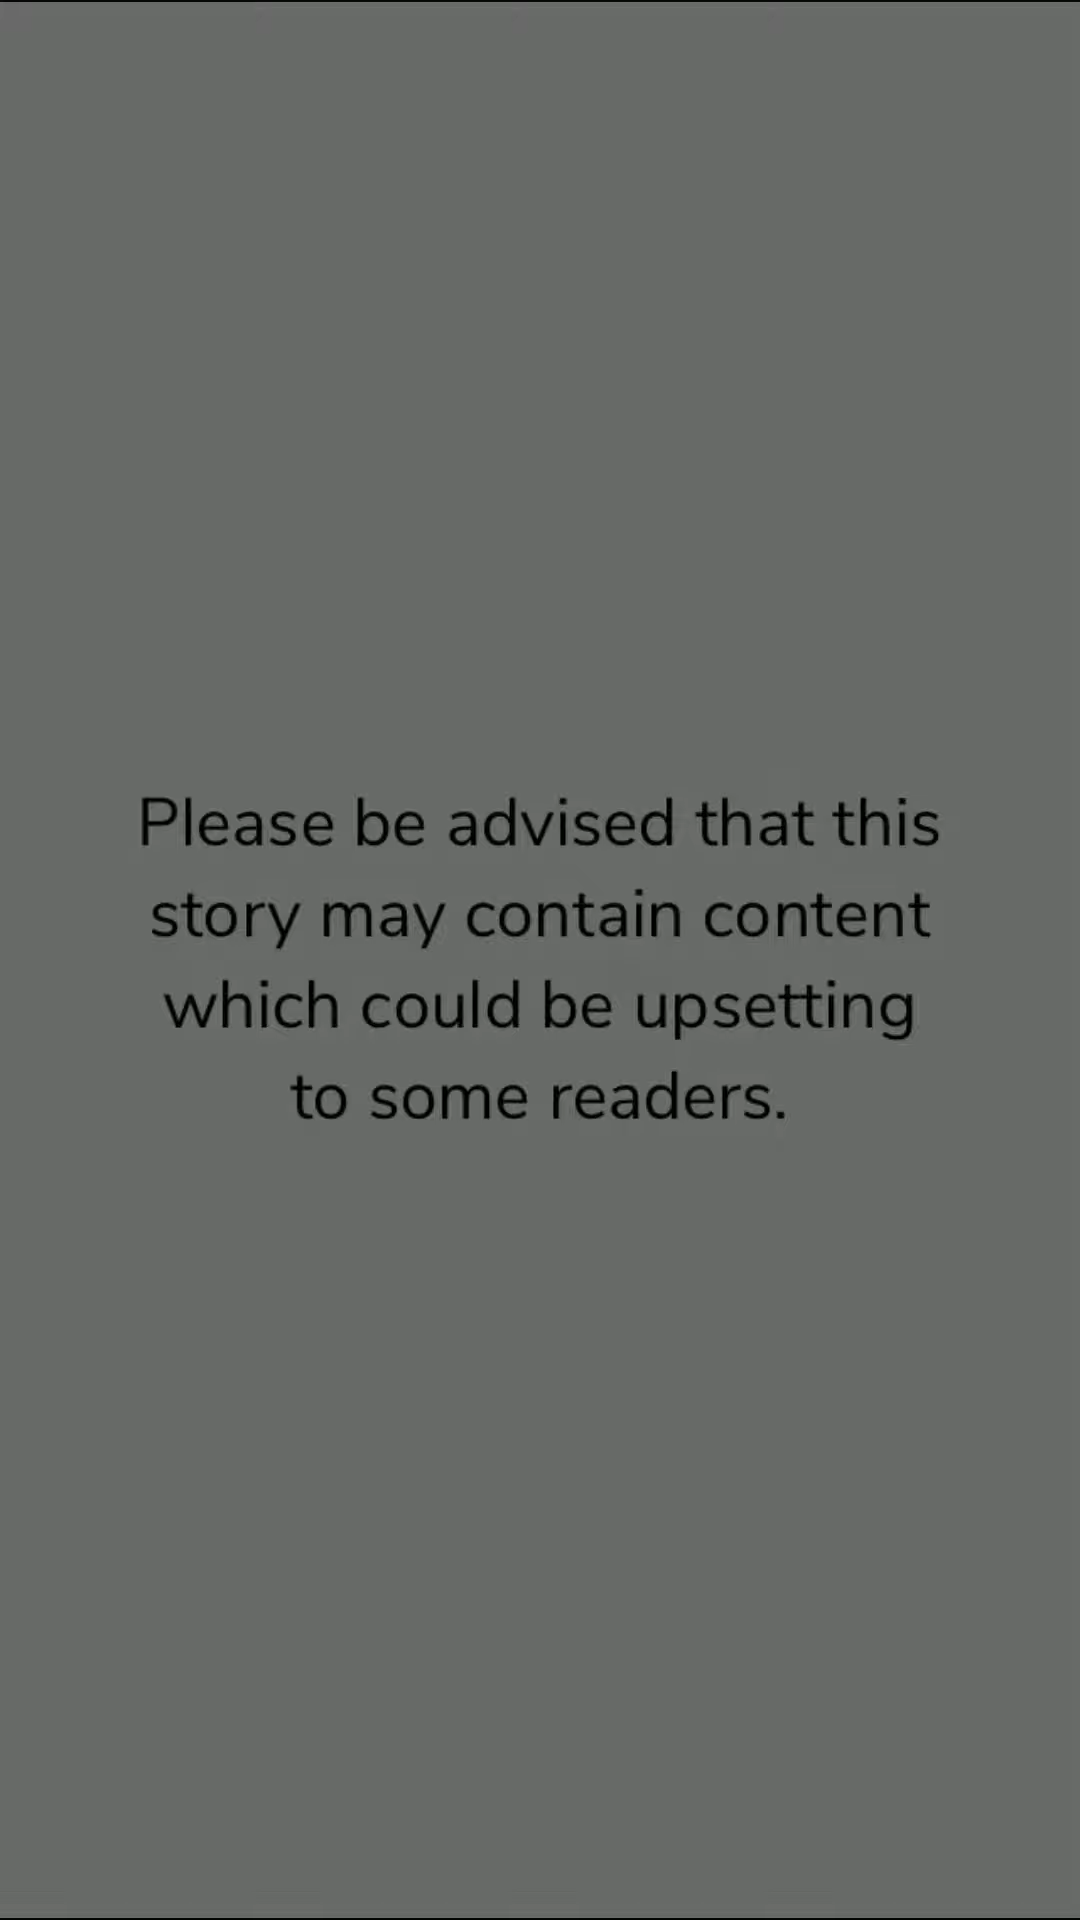 Please be advised that this
story may contain content
which could be upsetting
to some readers.